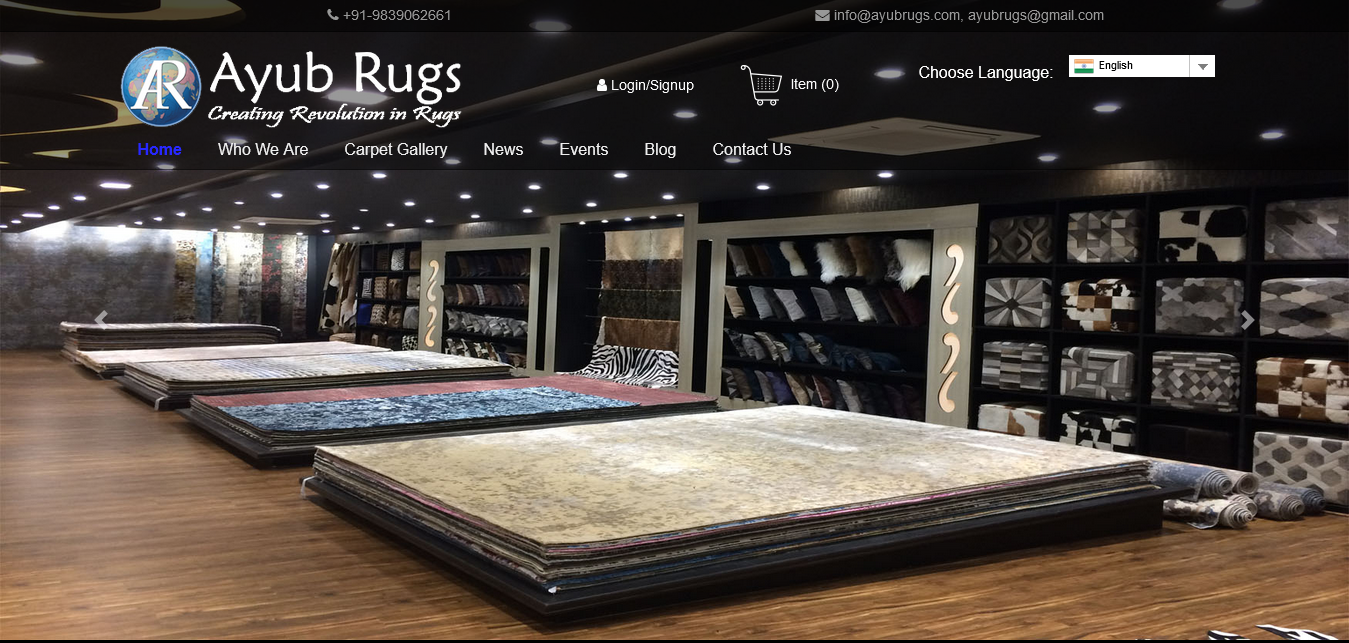 +91-9839062661
info@ayubrugs.com, ayubrugs@gmail.com
AR
Ayub Rugs
Creating Revolution in Rugs
Login/Signup
Item (0)
Choose Language:
English
Home
Who We Are
Carpet Gallery
News
Events
Blog
Contact Us